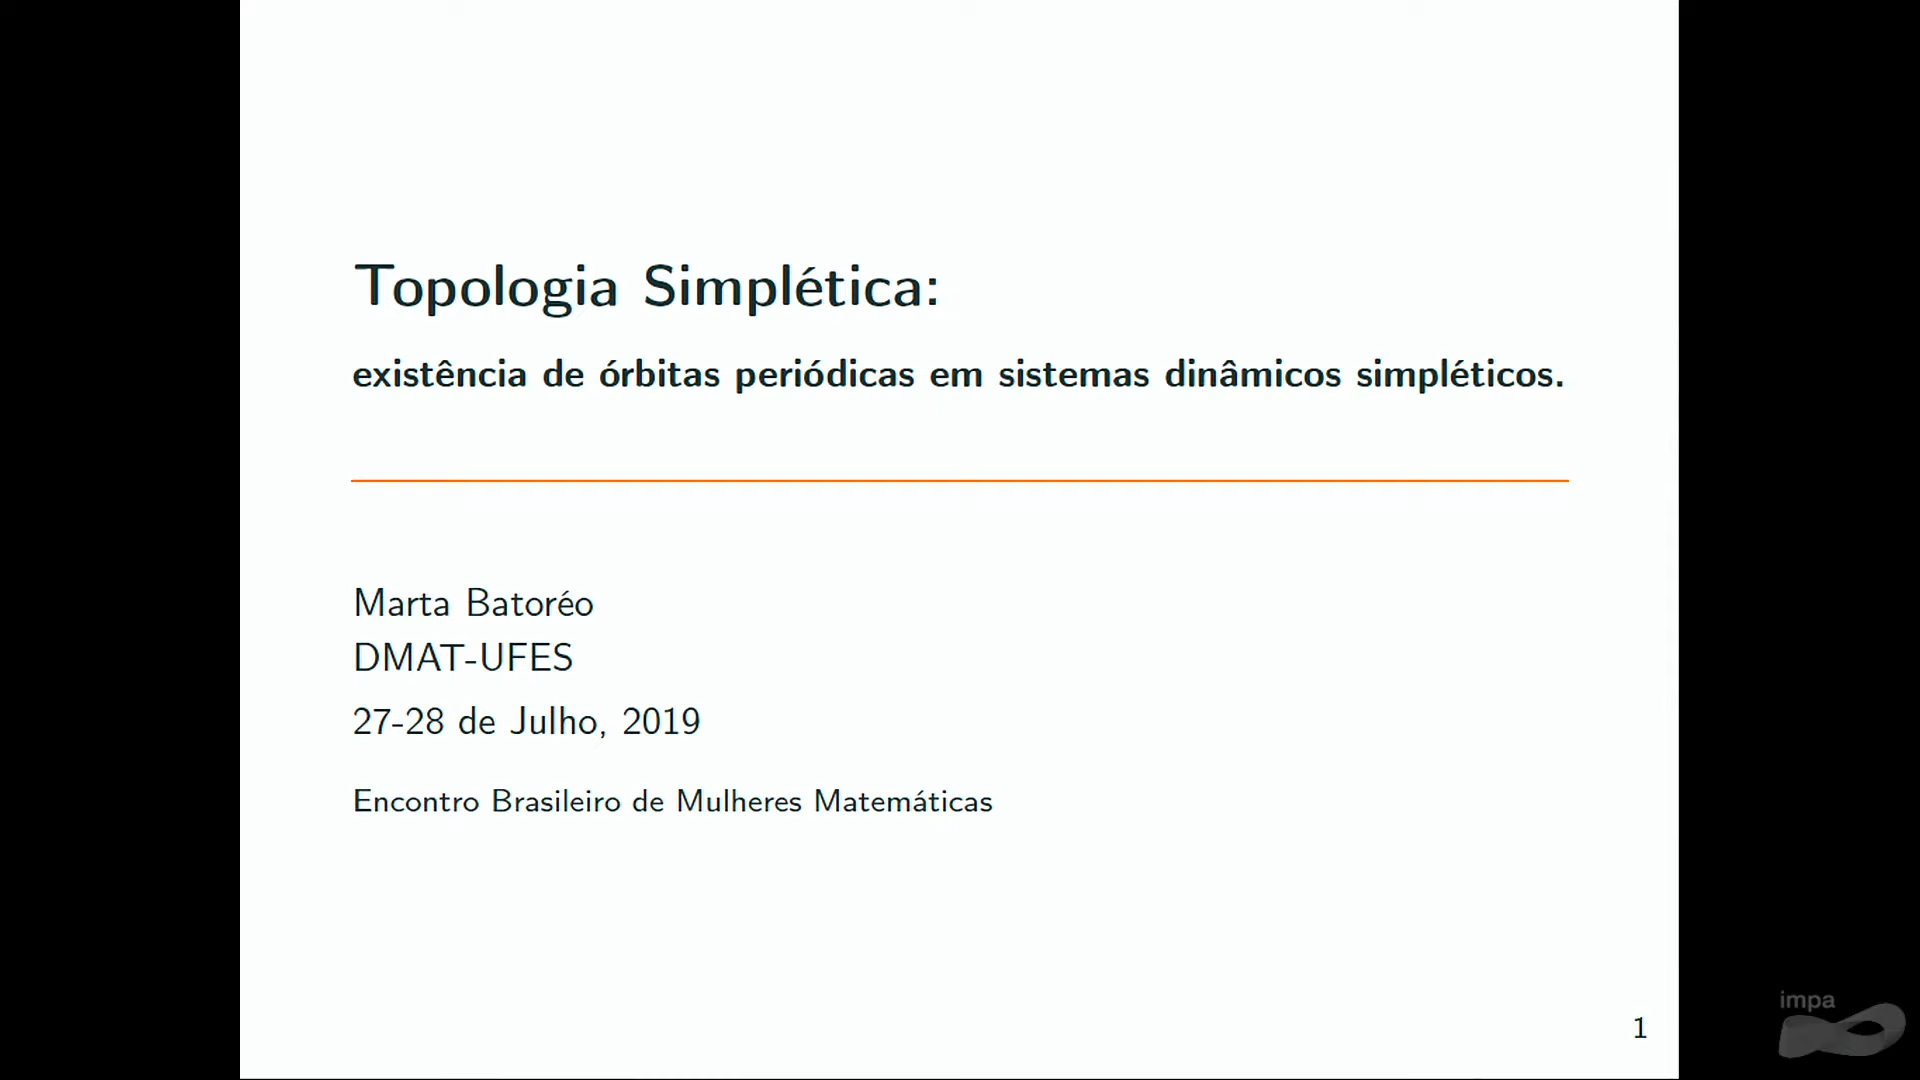 Topologia Simplética:
existência de órbitas periódicas em sistemas dinâmicos simpléticos.
Marta Batoréo
DMAT-UFES
27-28 de Julho, 2019
Encontro Brasileiro de Mulheres Matemáticas
impa
1